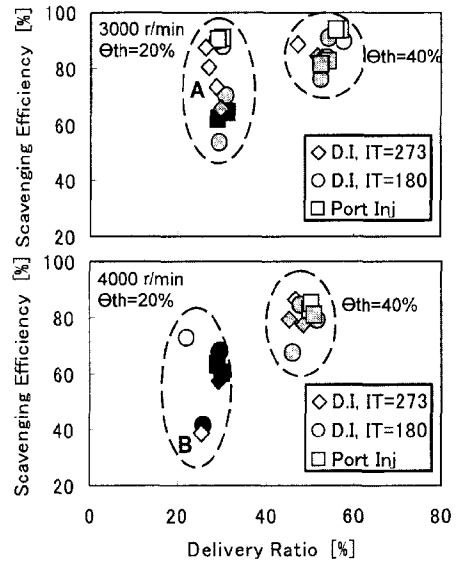 Scavenging Efficiency [%]
100
80
60
40
20
3000 r/min
Θth=20%
A
Θth=40%
D.I, IT=273
D.I, IT=180
Port Inj
Scavenging Efficiency [%]
100
80
60
40
20
4000 r/min
Θth=20%
B
Θth=40%
D.I, IT=273
D.I, IT=180
Port Inj
0 20 40 60 80
Delivery Ratio [%]